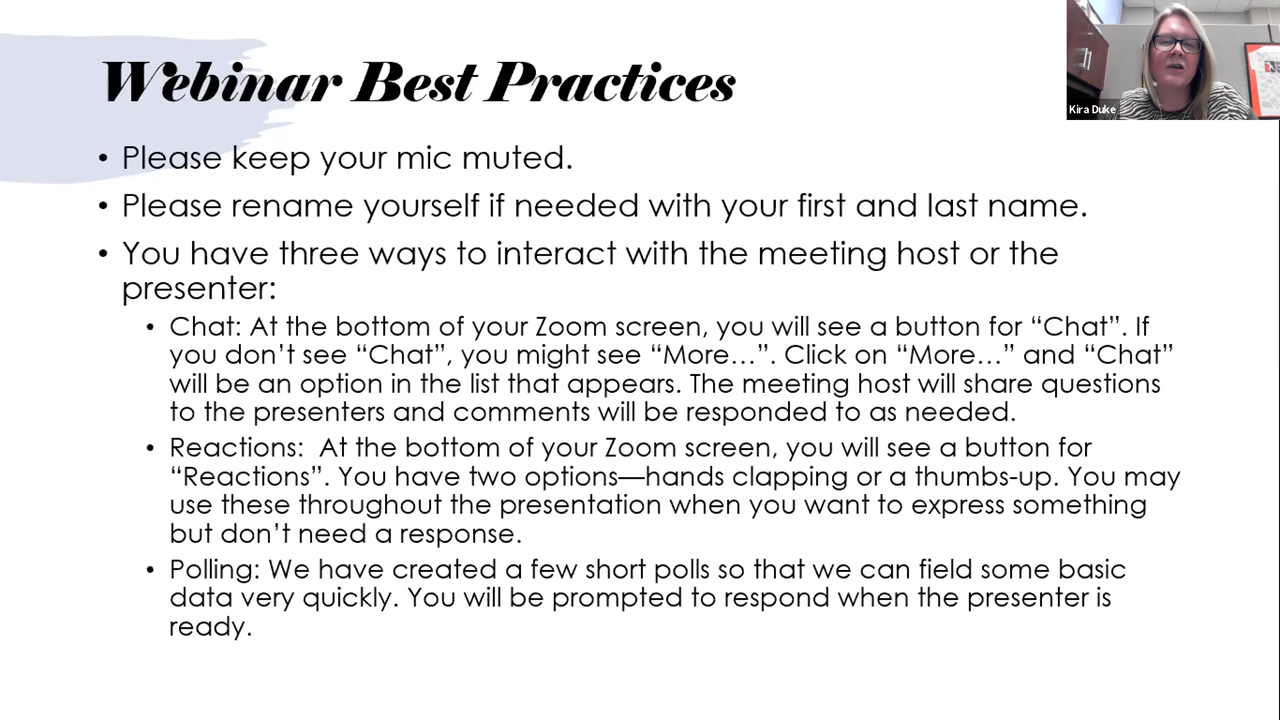 Webinar Best Practices
Kira Duke
• Please keep your mic muted.
• Please rename yourself if needed with your first and last name.
• You have three ways to interact with the meeting host or the
presenter:
• Chat: At the bottom of your Zoom screen, you will see a button for “Chat”. If
you don’t see “Chat”, you might see “More…”. Click on “More…” and “Chat”
will be an option in the list that appears. The meeting host will share questions
to the presenters and comments will be responded to as needed.
• Reactions:  At the bottom of your Zoom screen, you will see a button for
“Reactions”. You have two options—hands clapping or a thumbs-up. You may
use these throughout the presentation when you want to express something
but don’t need a response.
• Polling: We have created a few short polls so that we can field some basic
data very quickly. You will be prompted to respond when the presenter is
ready.